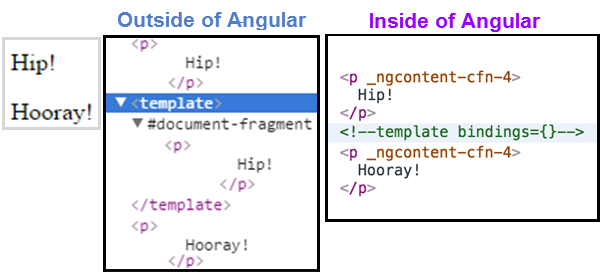 Outside of Angular
Inside of Angular
Hip!
Hooray!
<p>
Hip!
</p>
▼ <template>
▼ #document-fragment
<p>
Hip!
</p>
</template>
<p>
Hooray!
</p>
<p _ngcontent-cfn-4>
Hip!
</p>
<!--template bindings={}-->
<p _ngcontent-cfn-4>
Hooray!
</p>